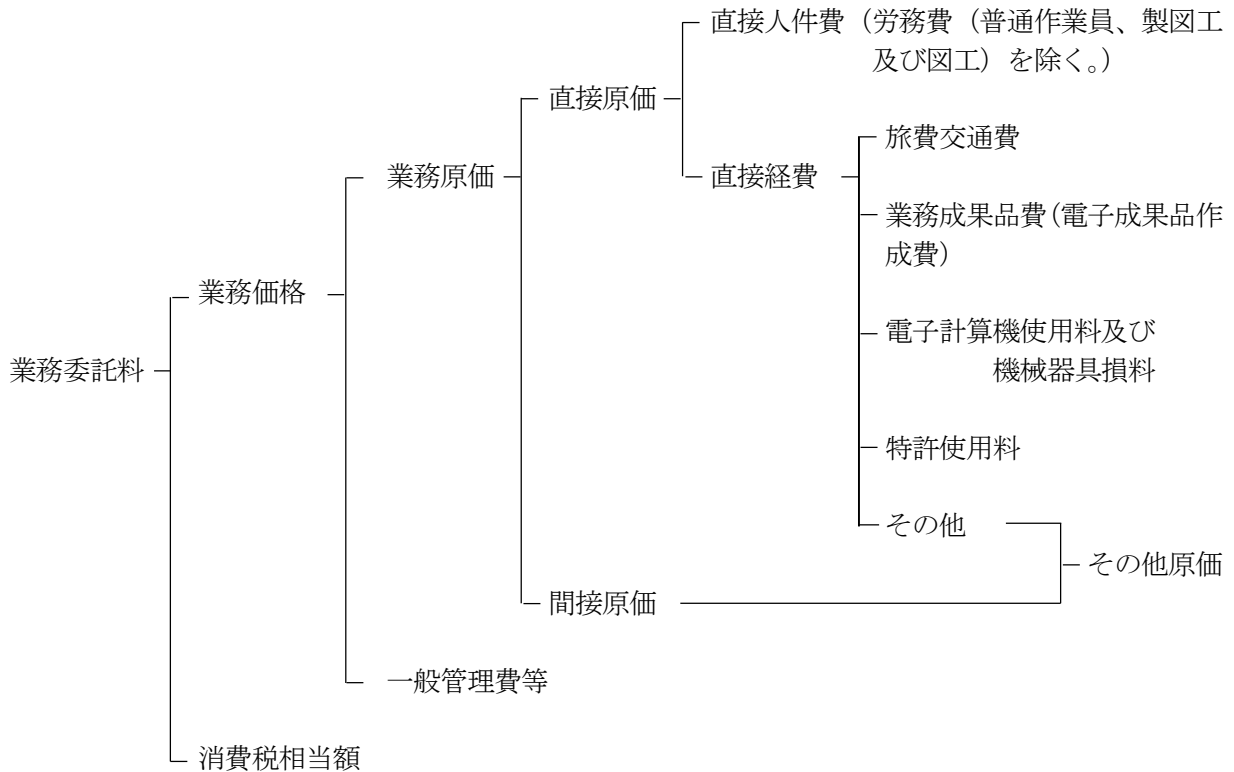 直接人件費（労務費（普通作業員、製図工
及び図工）を除く。）
直接原価
旅費交通費
業務原価
直接経費
業務成果品費（電子成果品作
成費）
業務価格
電子計算機使用料及び
機械器具損料
業務委託料
特許使用料
その他
その他原価
間接原価
一般管理費等
消費税相当額